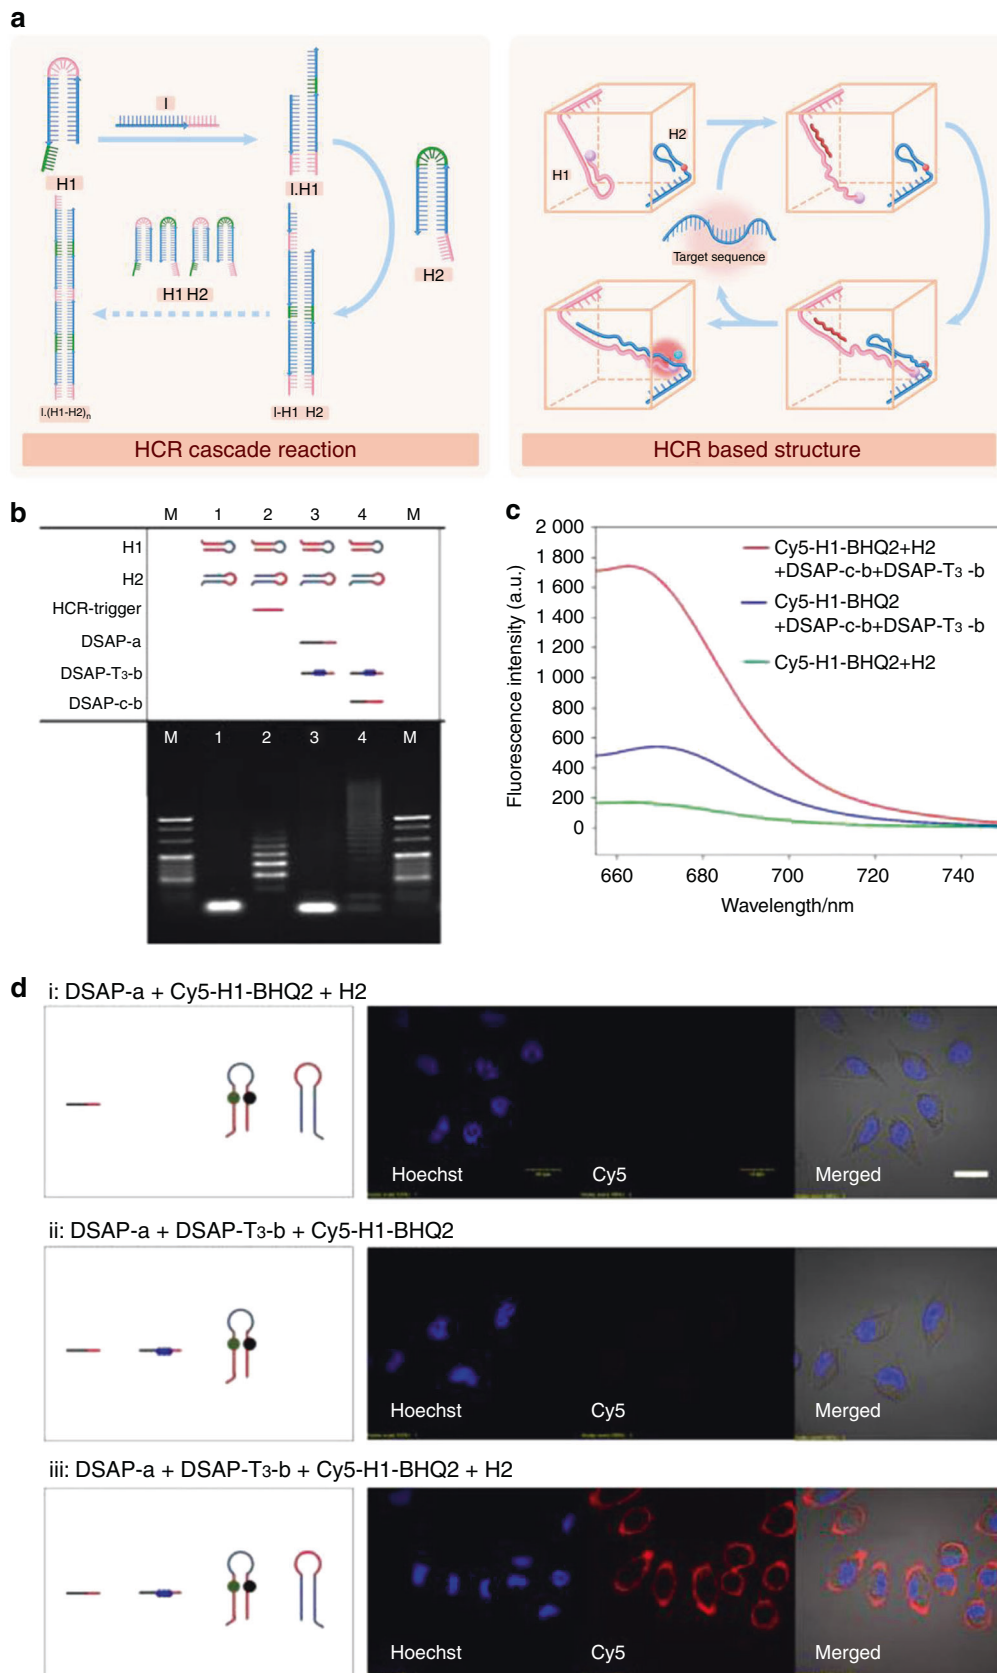 a
I
H1
I.H1
H2
H1 H2
I.(H1-H2)n
I-H1 H2
HCR cascade reaction
H1
H2
Target sequence
HCR based structure
b
M 1 2 3 4 M
H1
H2
HCR-trigger
DSAP-a
DSAP-T3-b
DSAP-c-b
M 1 2 3 4 M
c
Fluorescence intensity (a.u.)
2 000
1 800
1 600
1 400
1 200
1 000
800
600
400
200
0
660 680 700 720 740
Wavelength/nm
Cy5-H1-BHQ2+H2
+DSAP-c-b+DSAP-T3 -b
Cy5-H1-BHQ2
+DSAP-c-b+DSAP-T3 -b
Cy5-H1-BHQ2+H2
d
i: DSAP-a + Cy5-H1-BHQ2 + H2
Hoechst Cy5 Merged
ii: DSAP-a + DSAP-T3-b + Cy5-H1-BHQ2
Hoechst Cy5 Merged
iii: DSAP-a + DSAP-T3-b + Cy5-H1-BHQ2 + H2
Hoechst Cy5 Merged